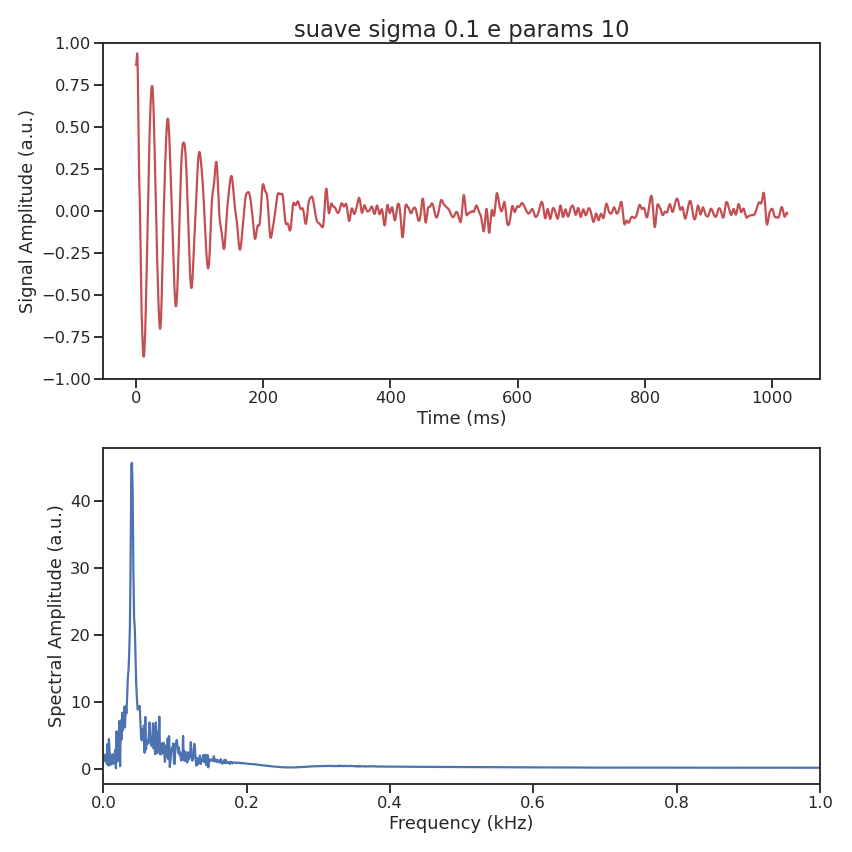 suave sigma 0.1 e params 10
1.00
0.75
0.50
0.25
0.00
−0.25
−0.50
−0.75
−1.00
Signal Amplitude (a.u.)
0 200 400 600 800 1000
Time (ms)
40
30
20
10
0
Spectral Amplitude (a.u.)
0.0 0.2 0.4 0.6 0.8 1.0
Frequency (kHz)